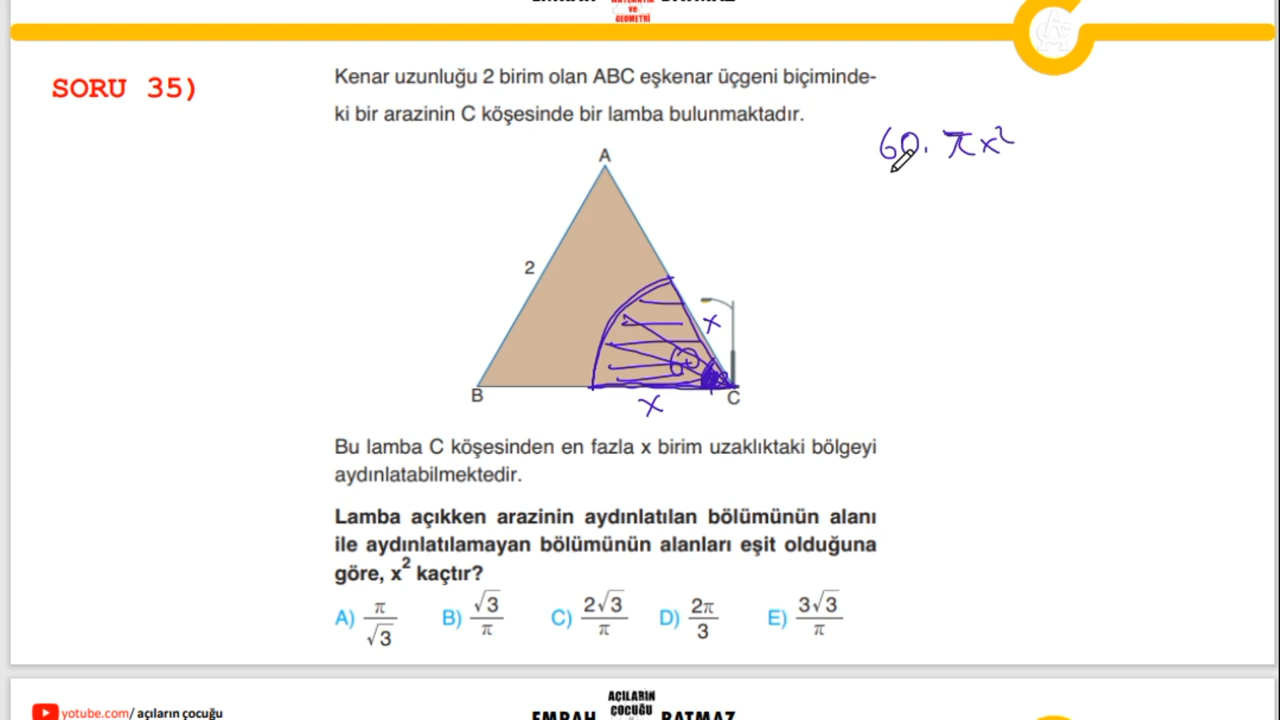 MATEMATİK
ve
GEOMETRİ
SORU 35)
Kenar uzunluğu 2 birim olan ABC eşkenar üçgeni biçiminde-
ki bir arazinin C köşesinde bir lamba bulunmaktadır.
60. πx²
A
2
x
B
x
C
Bu lamba C köşesinden en fazla x birim uzaklıktaki bölgeyi
aydınlatabilmektedir.
Lamba açıkken arazinin aydınlatılan bölümünün alanı
ile aydınlatılamayan bölümünün alanları eşit olduğuna
göre, x² kaçtır?
A) π/√3 B) √3/π C) 2√3/π D) 2π/3 E) 3√3/π
yotube.com/ açıların çocuğu
AÇILARIN
ÇOCUĞU
EMRAH BATMAZ